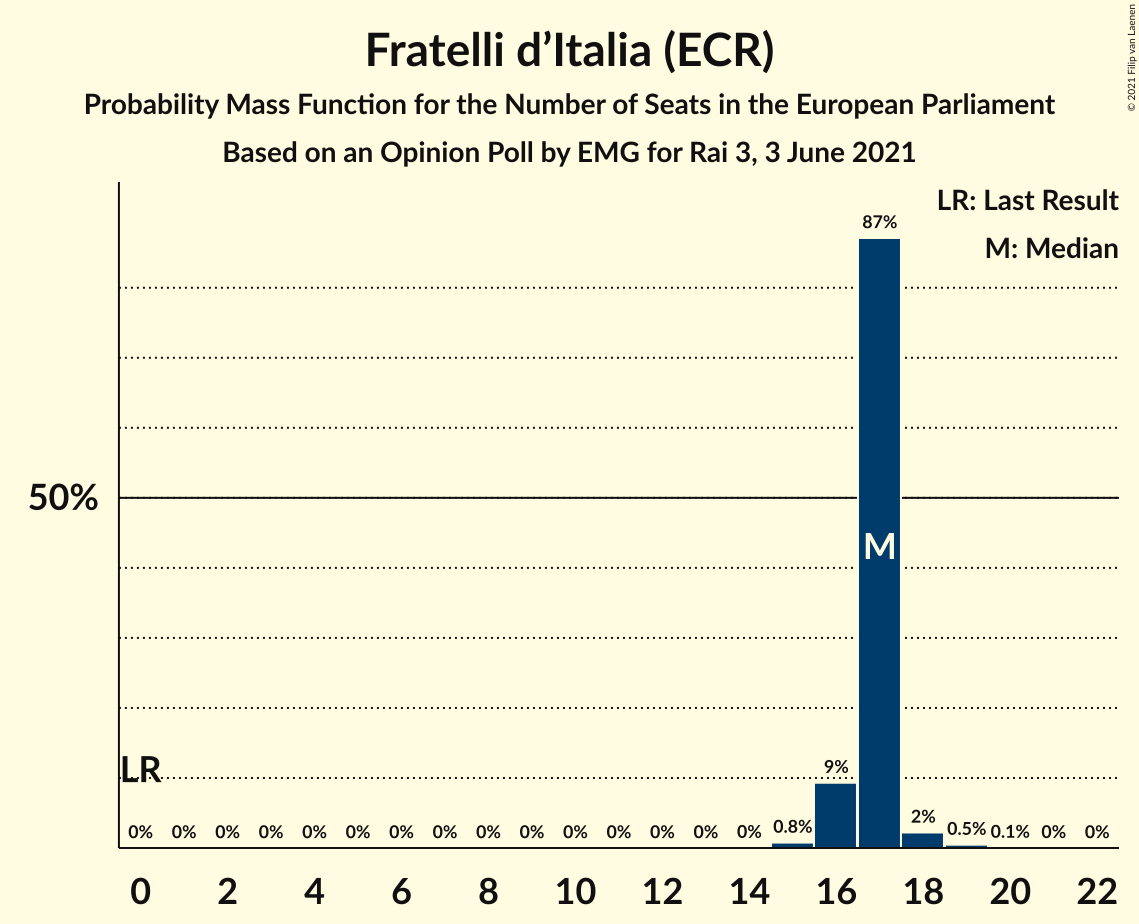 Fratelli d’Italia (ECR)
Probability Mass Function for the Number of Seats in the European Parliament
Based on an Opinion Poll by EMG for Rai 3, 3 June 2021
© 2021 Filip van Laenen
LR: Last Result
M: Median
87%
50%
M
LR
9%
0% 0% 0% 0% 0% 0% 0% 0% 0% 0% 0% 0% 0% 0% 0% 0.8% 2% 0.5% 0.1% 0% 0%
0 2 4 6 8 10 12 14 16 18 20 22